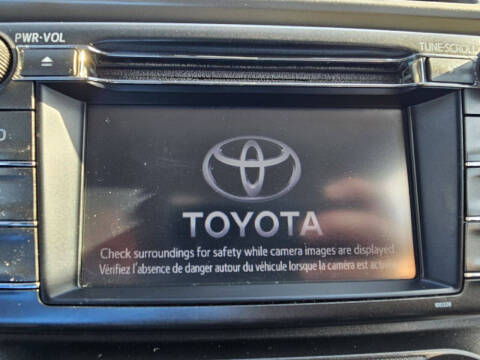 PWR·VOL
TUNE·SCROLL
TOYOTA
Check surroundings for safety while camera images are displayed.
Vérifiez l'absence de danger autour du véhicule lorsque la caméra est